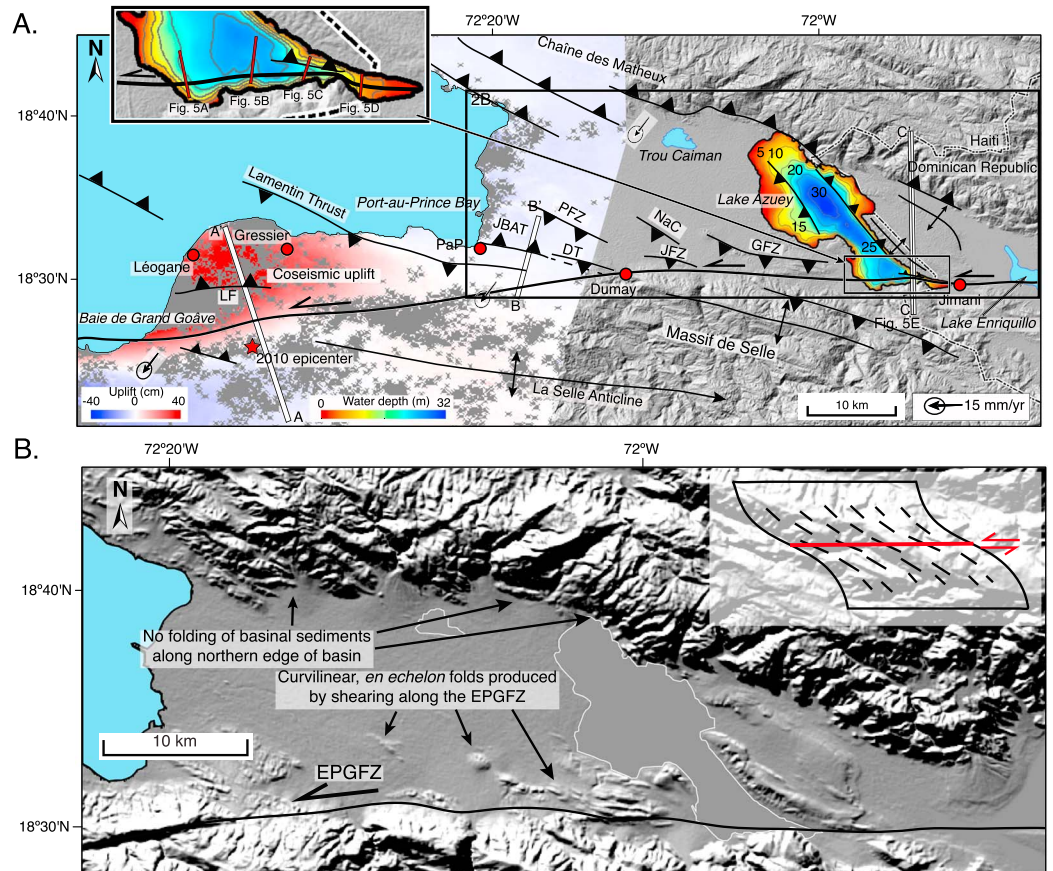 A.
72°20'W
72°W
N
18°40'N
18°30'N
Fig. 5A
Fig. 5B
Fig. 5C
Fig. 5D
Chaîne des Matheux
2B
Trou Caiman
5
10
20
30
15
25
Lake Azuey
C'
Haiti
Dominican Republic
Lamentin Thrust
Port-au-Prince Bay
B'
PFZ
JBAT
NaC
PaP
DT
JFZ
GFZ
A'
Gressier
Léogane
Coseismic uplift
LF
Dumay
B
Jimaní
C
Fig. 5E
Lake Enriquillo
Baie de Grand Goâve
2010 epicenter
Massif de Selle
La Selle Anticline
A
Uplift (cm)
-40
40
Water depth (m)
0
32
10 km
15 mm/yr
B.
72°20'W
72°W
N
18°40'N
18°30'N
No folding of basinal sediments
along northern edge of basin
Curvilinear, en echelon folds produced
by shearing along the EPGFZ
10 km
EPGFZ